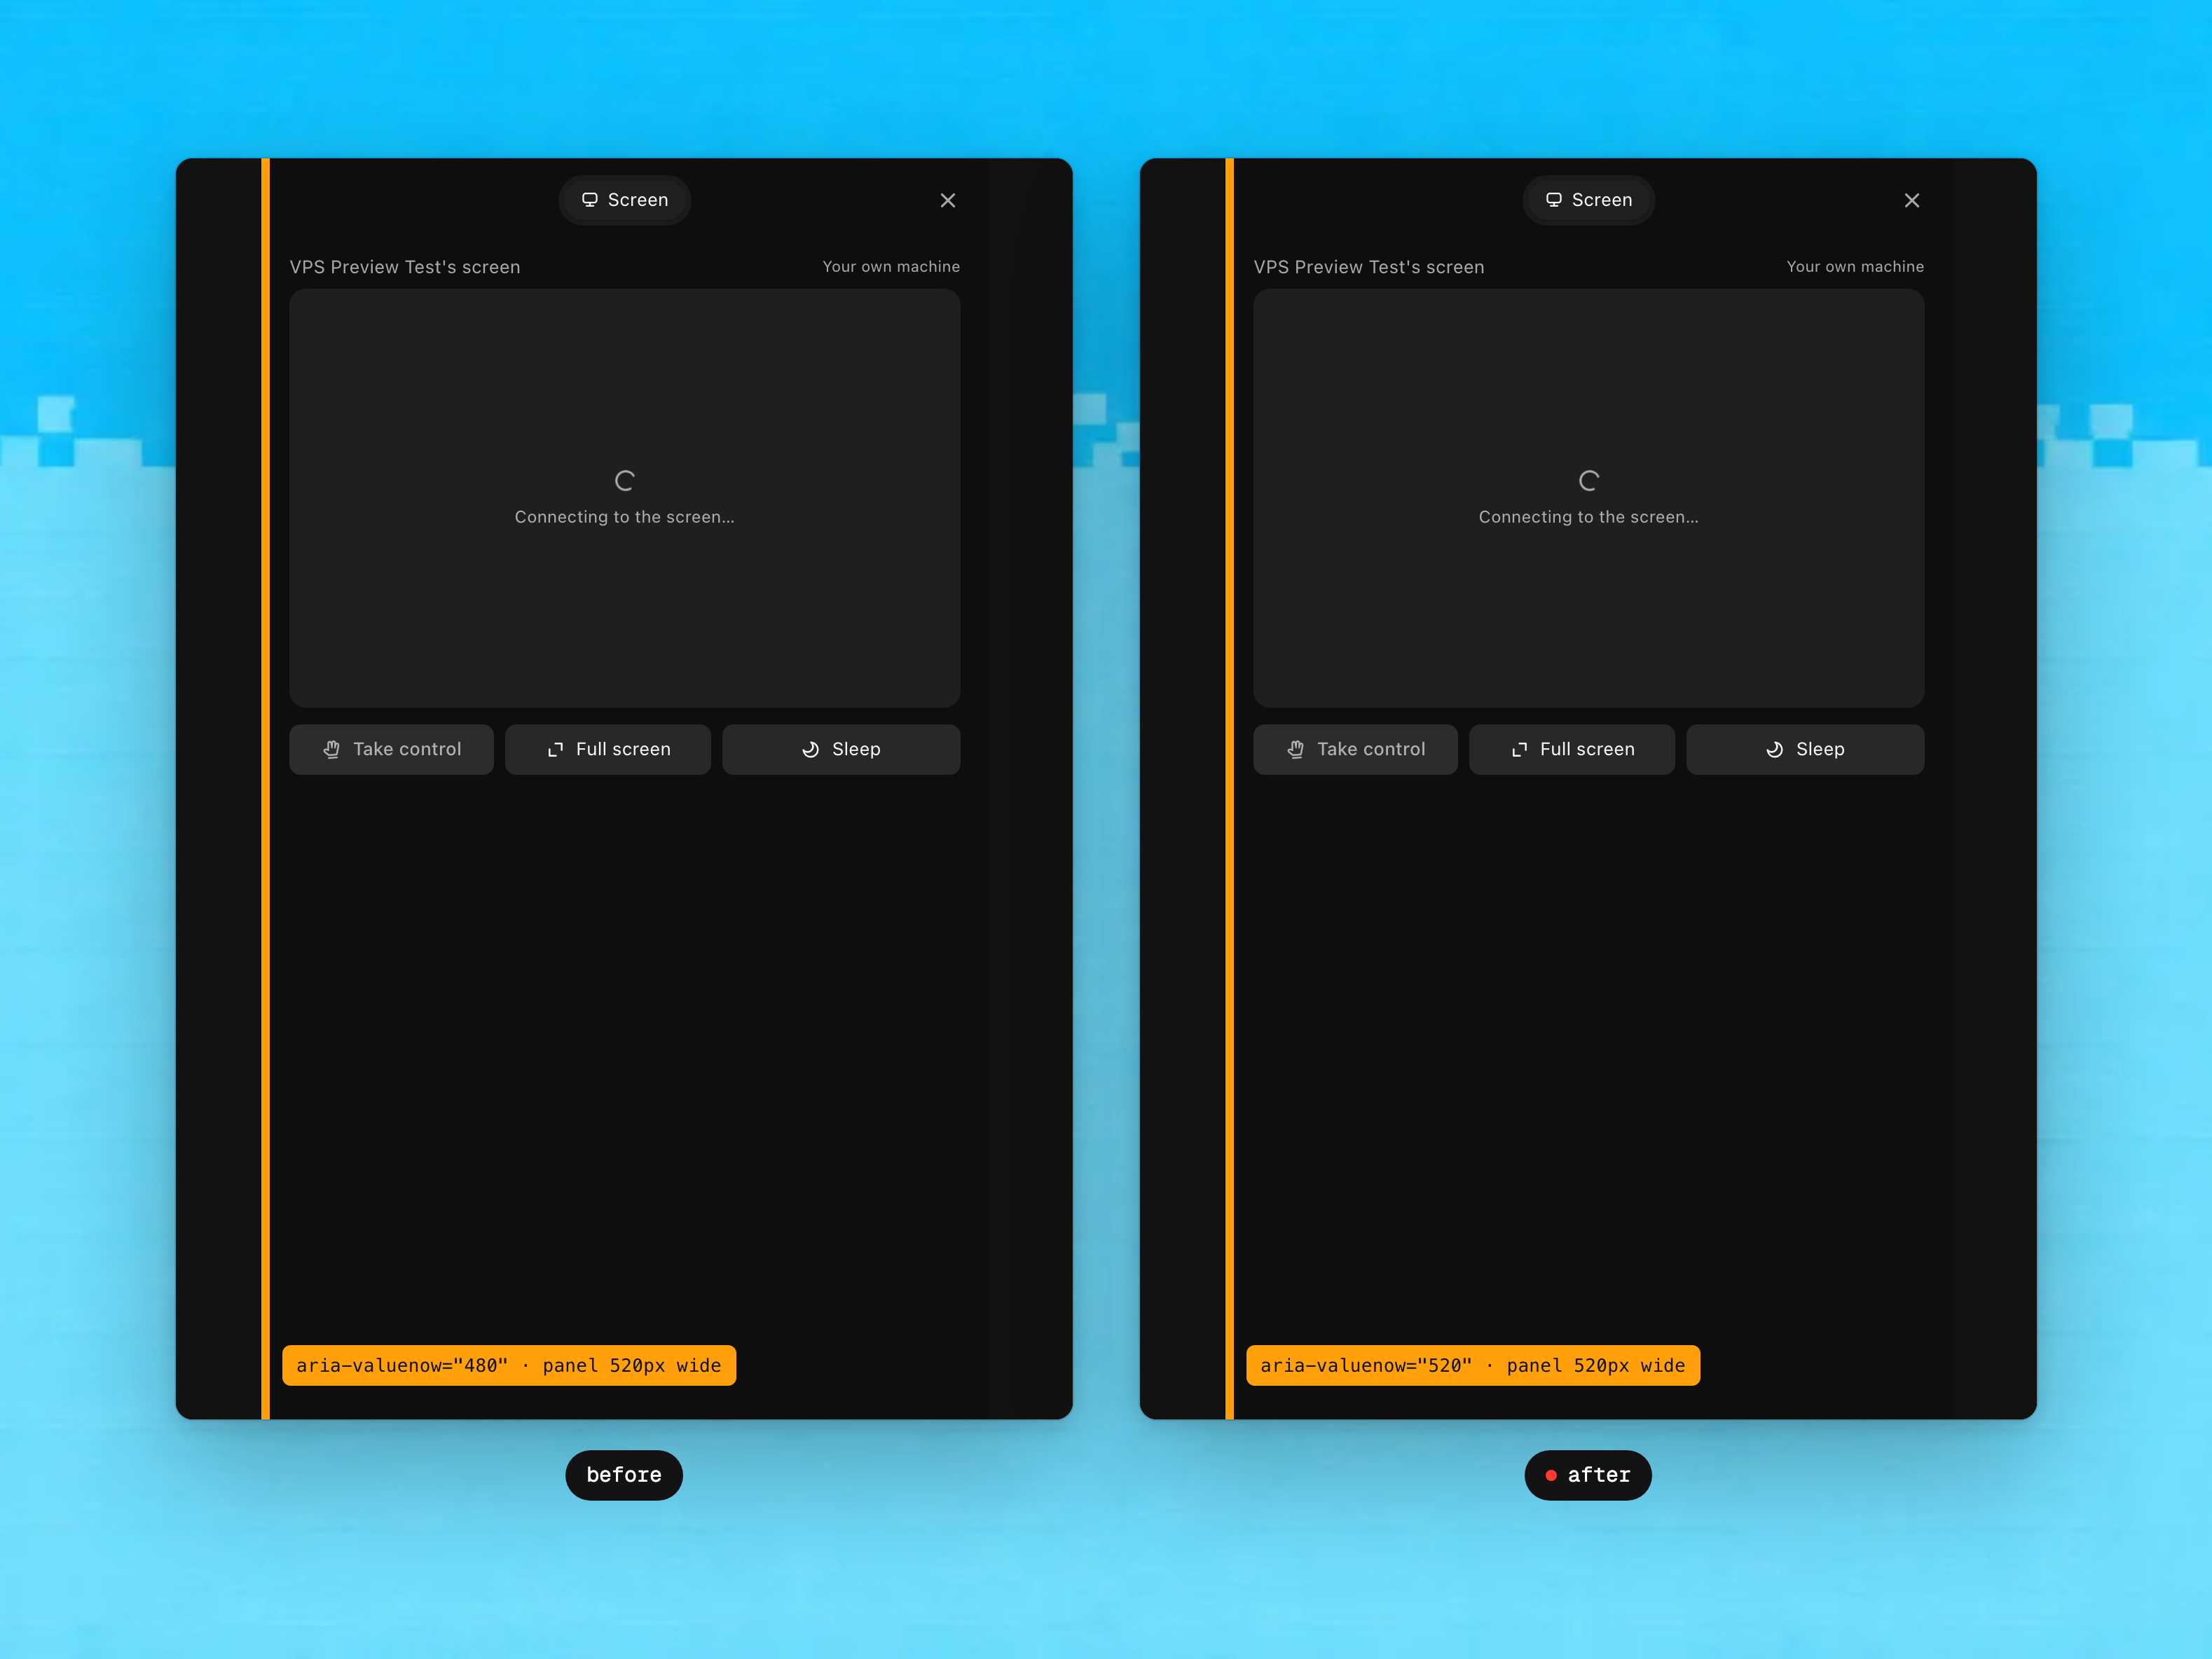 Screen
VPS Preview Test's screen
Your own machine
Connecting to the screen...
Take control
Full screen
Sleep
aria-valuenow="480" · panel 520px wide
before
Screen
VPS Preview Test's screen
Your own machine
Connecting to the screen...
Take control
Full screen
Sleep
aria-valuenow="520" · panel 520px wide
after